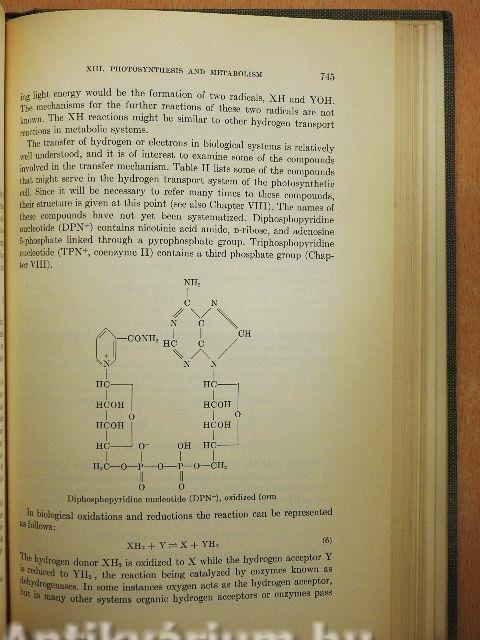 XIII. PHOTOSYNTHESIS AND METABOLISM 745
ing light energy would be the formation of two radicals, XH and YOH.
The mechanisms for the further reactions of these two radicals are not
known. The XH reactions might be similar to other hydrogen transport
reactions in metabolic systems.
The transfer of hydrogen or electrons in biological systems is relatively
well understood, and it is of interest to examine some of the compounds
involved in the transfer mechanism. Table II lists some of the compounds
that might serve in the hydrogen transport system of the photosynthetic
cell. Since it will be necessary to refer many times to these compounds,
their structure is given at this point (see also Chapter VIII). The names of
these compounds have not yet been systematized. Diphosphopyridine
nucleotide (DPN⁺) contains nicotinic acid amide, D-ribose, and adenosine
5-phosphate linked through a pyrophosphate group. Triphosphopyridine
nucleotide (TPN⁺, coenzyme II) contains a third phosphate group (Chap-
ter VIII).
NH₂
C N
N C
CH
CONH₂ HC C
N N
+
N
HC HC
HCOH HCOH
O O
HCOH HCOH
HC O⁻ OH HC
H₂C—O—P—O—P—O—CH₂
O O
Diphosphopyridine nucleotide (DPN⁺), oxidized form
In biological oxidations and reductions the reaction can be represented
as follows:
XH₂ + Y ⇌ X + YH₂ (6)
The hydrogen donor XH₂ is oxidized to X while the hydrogen acceptor Y
is reduced to YH₂, the reaction being catalyzed by enzymes known as
dehydrogenases. In some instances oxygen acts as the hydrogen acceptor,
but in many other systems organic hydrogen acceptors or enzymes pass